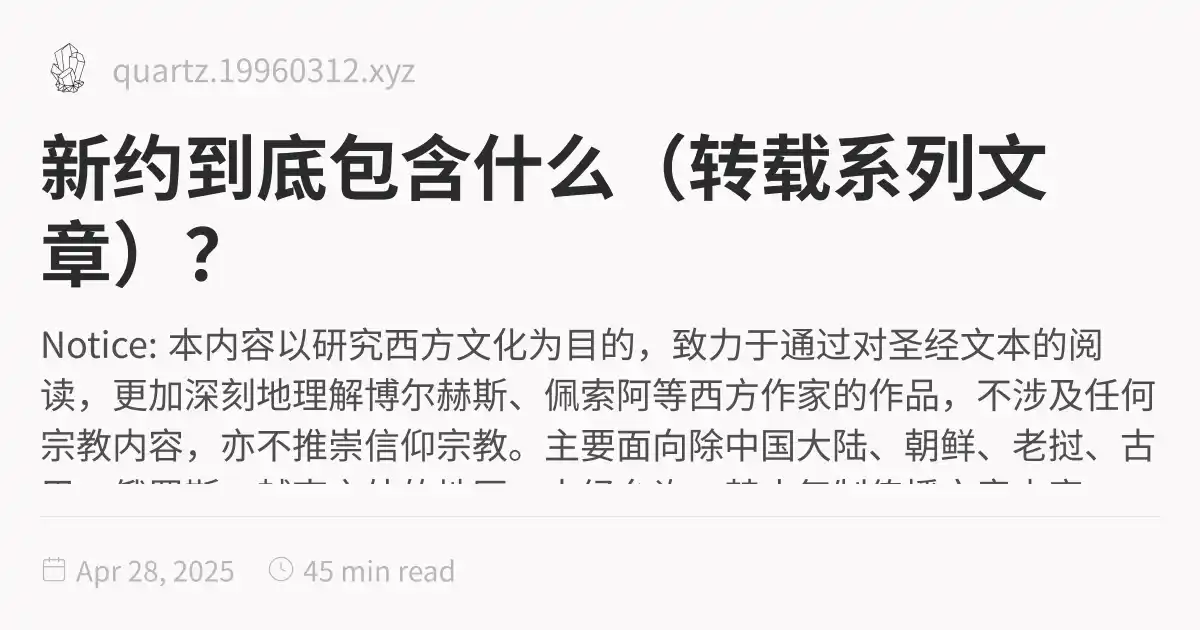 quartz.19960312.xyz
新约到底包含什么（转载系列文
章）？
Notice: 本内容以研究西方文化为目的，致力于通过对圣经文本的阅
读，更加深刻地理解博尔赫斯、佩索阿等西方作家的作品，不涉及任何
宗教内容，亦不推崇信仰宗教。主要面向除中国大陆、朝鲜、老挝、古
Apr 28, 2025
45 min read